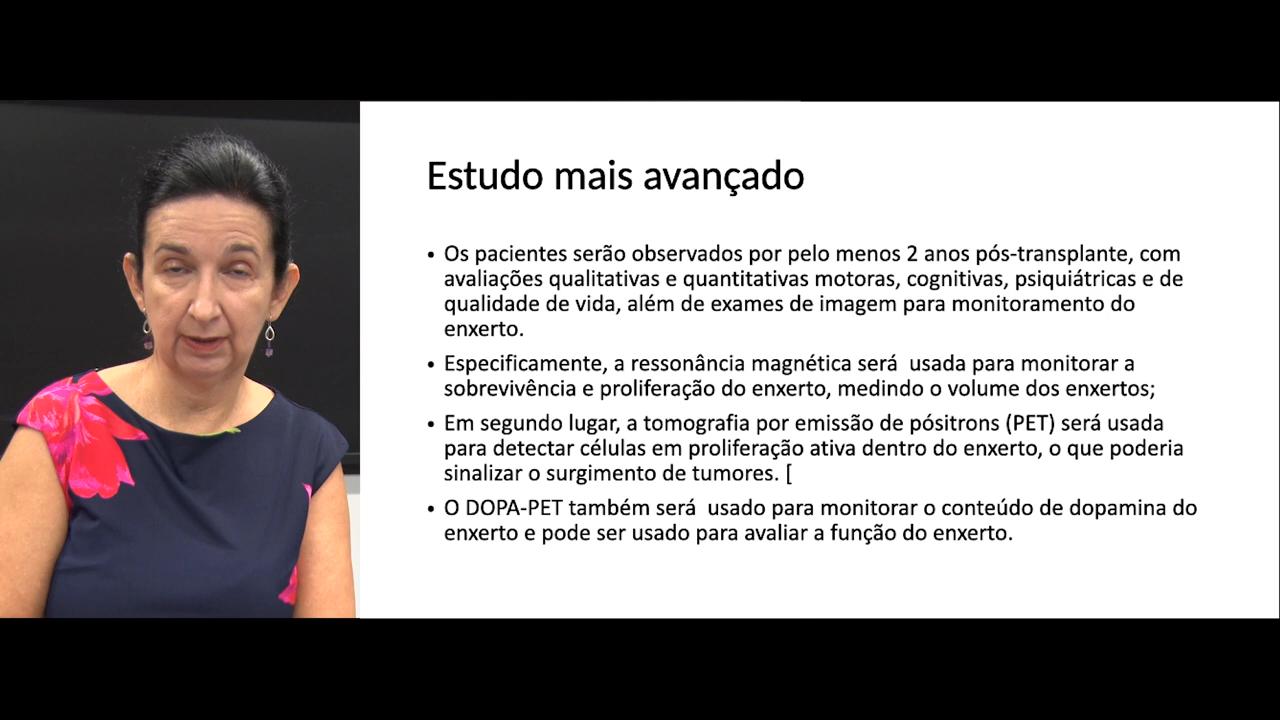 Estudo mais avançado
• Os pacientes serão observados por pelo menos 2 anos pós-transplante, com
avaliações qualitativas e quantitativas motoras, cognitivas, psiquiátricas e de
qualidade de vida, além de exames de imagem para monitoramento do
enxerto.
• Especificamente, a ressonância magnética será  usada para monitorar a
sobrevivência e proliferação do enxerto, medindo o volume dos enxertos;
• Em segundo lugar, a tomografia por emissão de pósitrons (PET) será usada
para detectar células em proliferação ativa dentro do enxerto, o que poderia
sinalizar o surgimento de tumores. [
• O DOPA-PET também será  usado para monitorar o conteúdo de dopamina do
enxerto e pode ser usado para avaliar a função do enxerto.